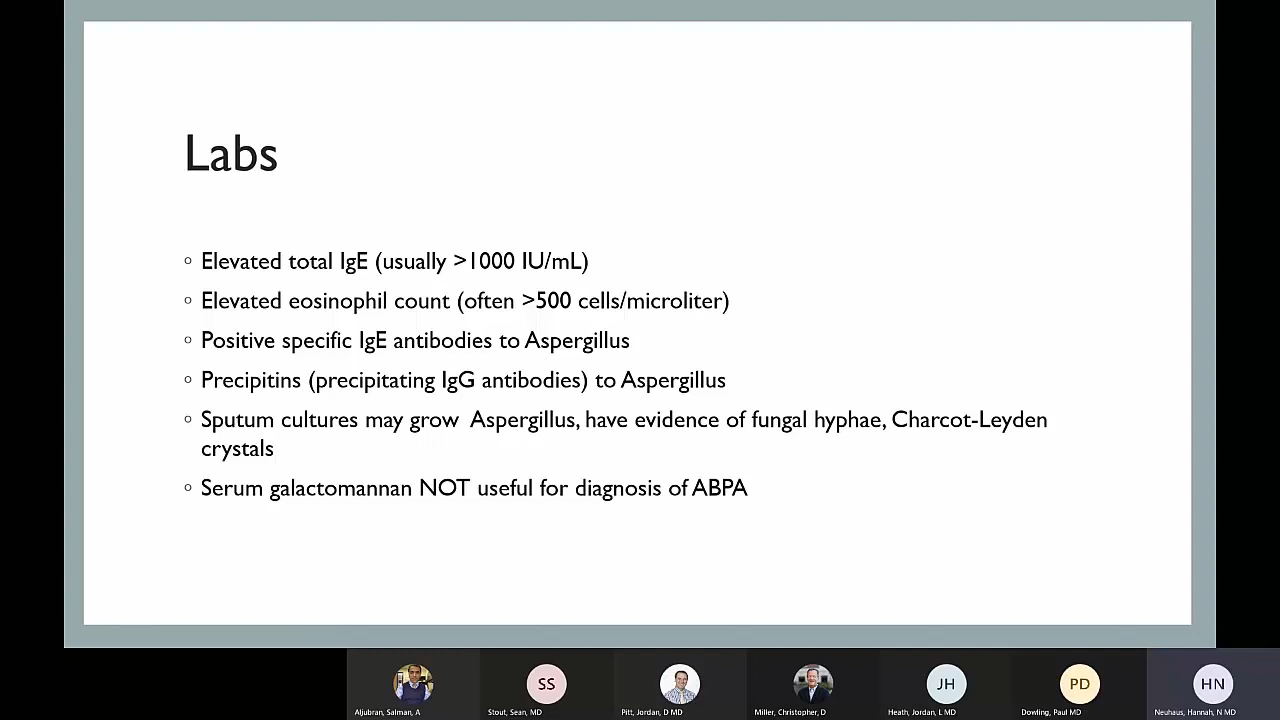 Labs
Elevated total IgE (usually >1000 IU/mL)
Elevated eosinophil count (often >500 cells/microliter)
Positive specific IgE antibodies to Aspergillus
Precipitins (precipitating IgG antibodies) to Aspergillus
Sputum cultures may grow  Aspergillus, have evidence of fungal hyphae, Charcot-Leyden
crystals
Serum galactomannan NOT useful for diagnosis of ABPA
SS JH PD HN
Aljubran, Salman, A Stout, Sean, MD Pitt, Jordan, D MD Miller, Christopher, D Heath, Jordan, L MD Dowling, Paul MD Neuhaus, Hannah, N MD